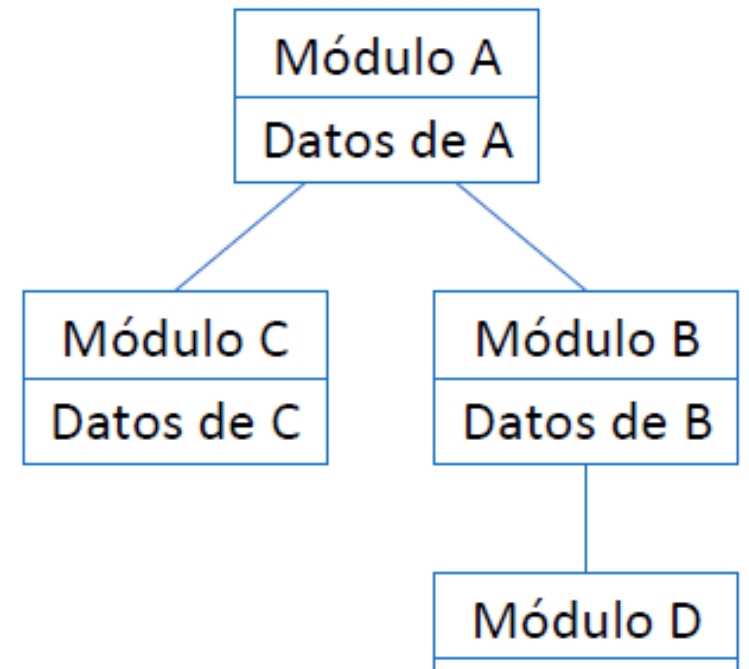 Módulo A
Datos de A
Módulo C
Datos de C
Módulo B
Datos de B
Módulo D